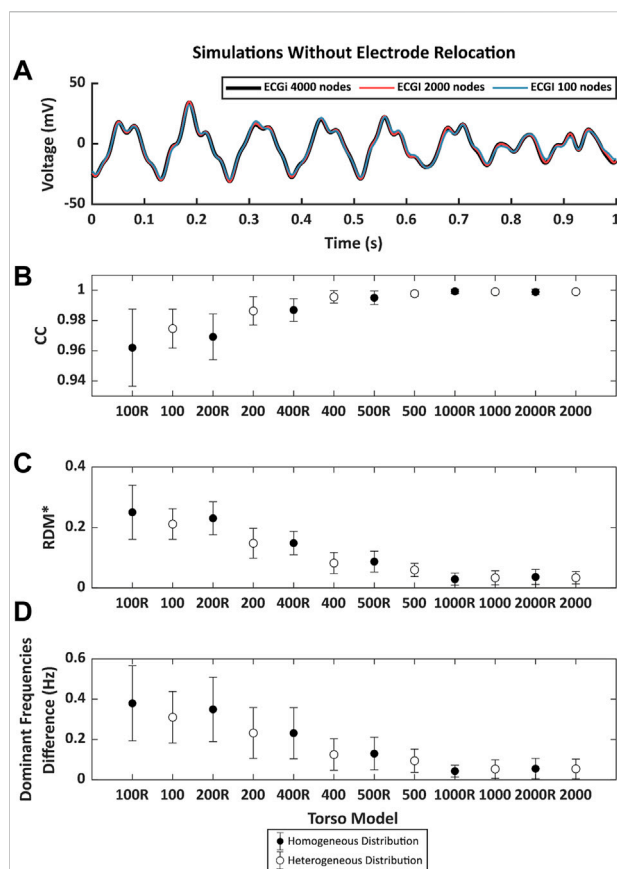 Simulations Without Electrode Relocation
A
ECGi 4000 nodes ECGI 2000 nodes ECGI 100 nodes
Voltage (mV)
50
0
-50
0 0.1 0.2 0.3 0.4 0.5 0.6 0.7 0.8 0.9 1
Time (s)
B
CC
1
0.98
0.96
0.94
100R 100 200R 200 400R 400 500R 500 1000R 1000 2000R 2000
C
RDM*
0.4
0.2
0
100R 100 200R 200 400R 400 500R 500 1000R 1000 2000R 2000
D
Dominant Frequencies
Difference (Hz)
0.6
0.4
0.2
0
100R 100 200R 200 400R 400 500R 500 1000R 1000 2000R 2000
Torso Model
Homogeneous Distribution
Heterogeneous Distribution